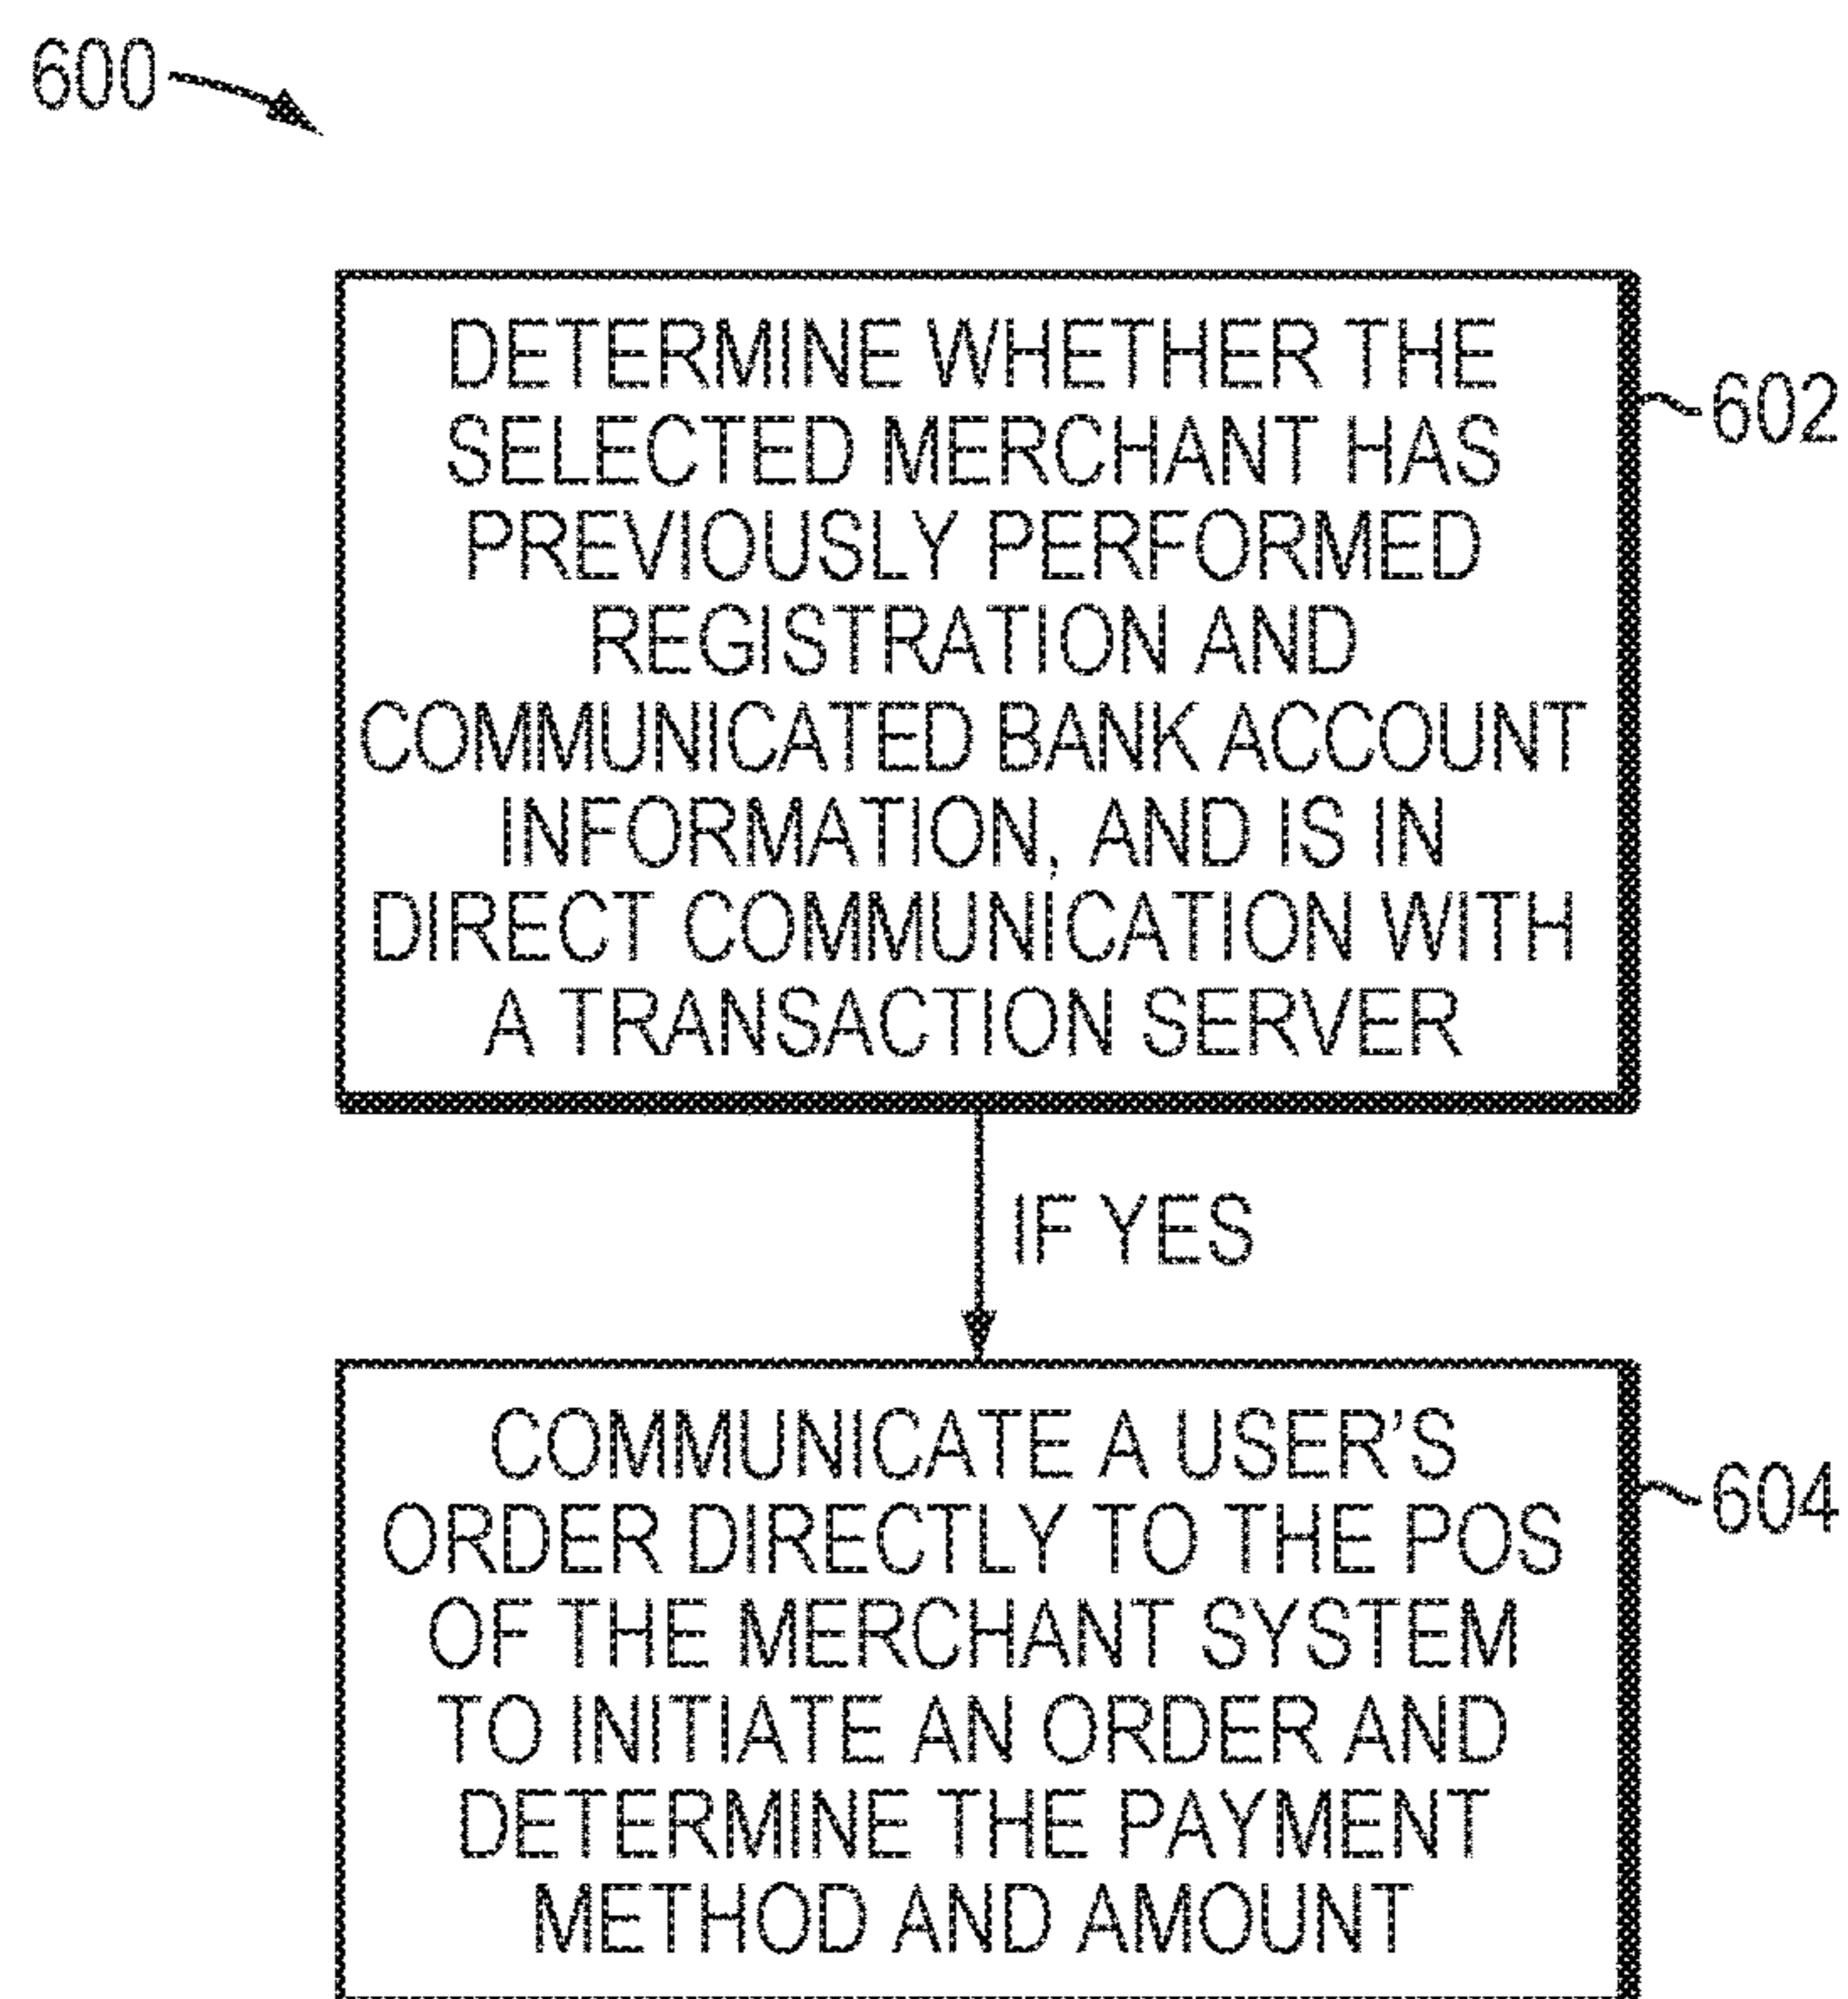 600
DETERMINE WHETHER THE
SELECTED MERCHANT HAS
PREVIOUSLY PERFORMED
REGISTRATION AND
COMMUNICATED BANK ACCOUNT
INFORMATION, AND IS IN
DIRECT COMMUNICATION WITH
A TRANSACTION SERVER
602
IF YES
COMMUNICATE A USER'S
ORDER DIRECTLY TO THE POS
OF THE MERCHANT SYSTEM
TO INITIATE AN ORDER AND
DETERMINE THE PAYMENT
METHOD AND AMOUNT
604